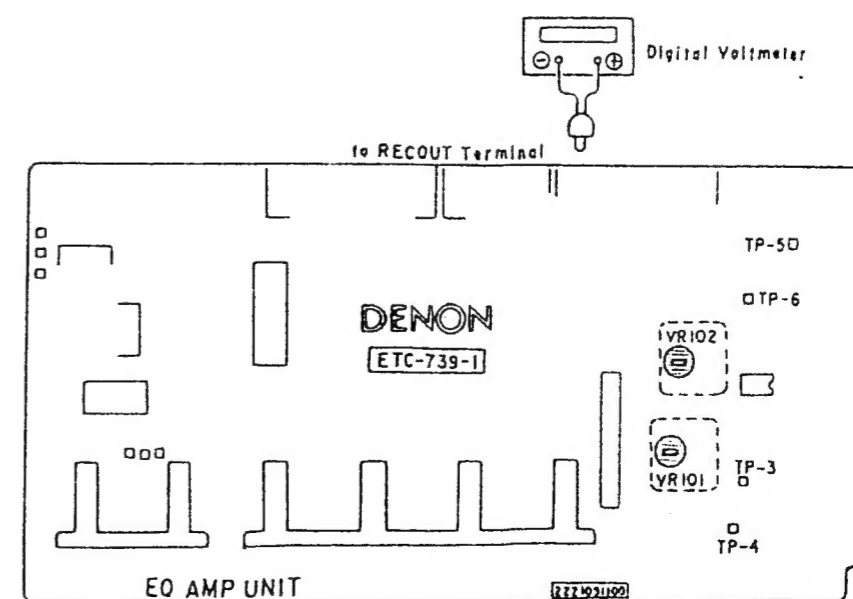 Digital Voltmeter
to RECOUT Terminal
TP-5
TP-6
DENON
VR102
ETC-739-1
VR101
TP-3
TP-4
EQ AMP UNIT